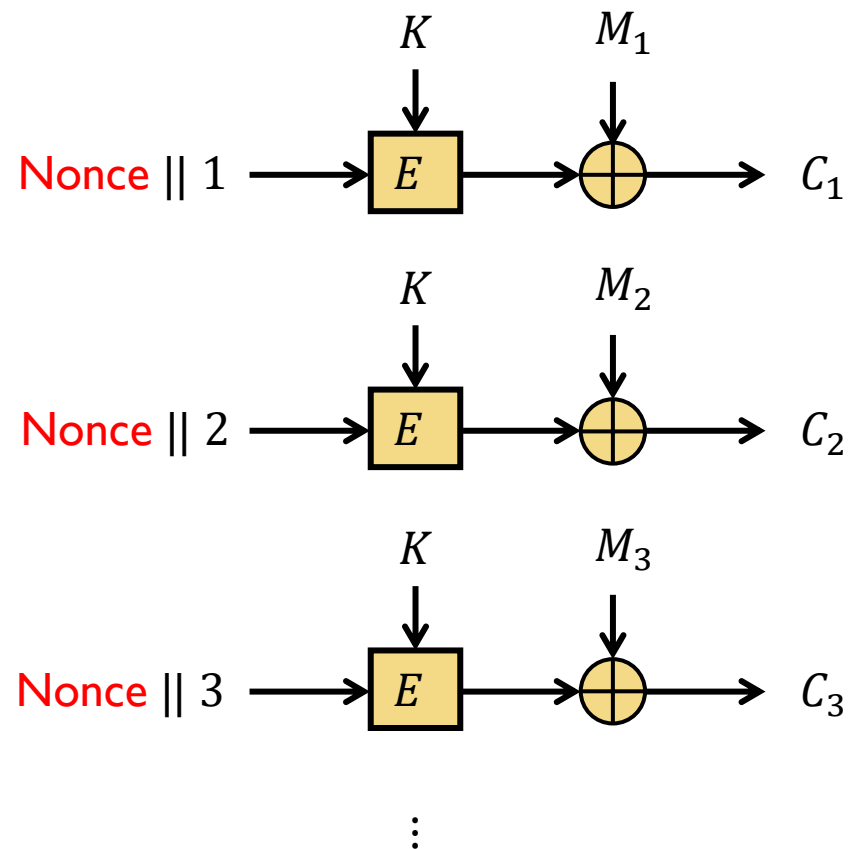 K M₁
Nonce || 1 E C₁
K M₂
Nonce || 2 E C₂
K M₃
Nonce || 3 E C₃
⋮